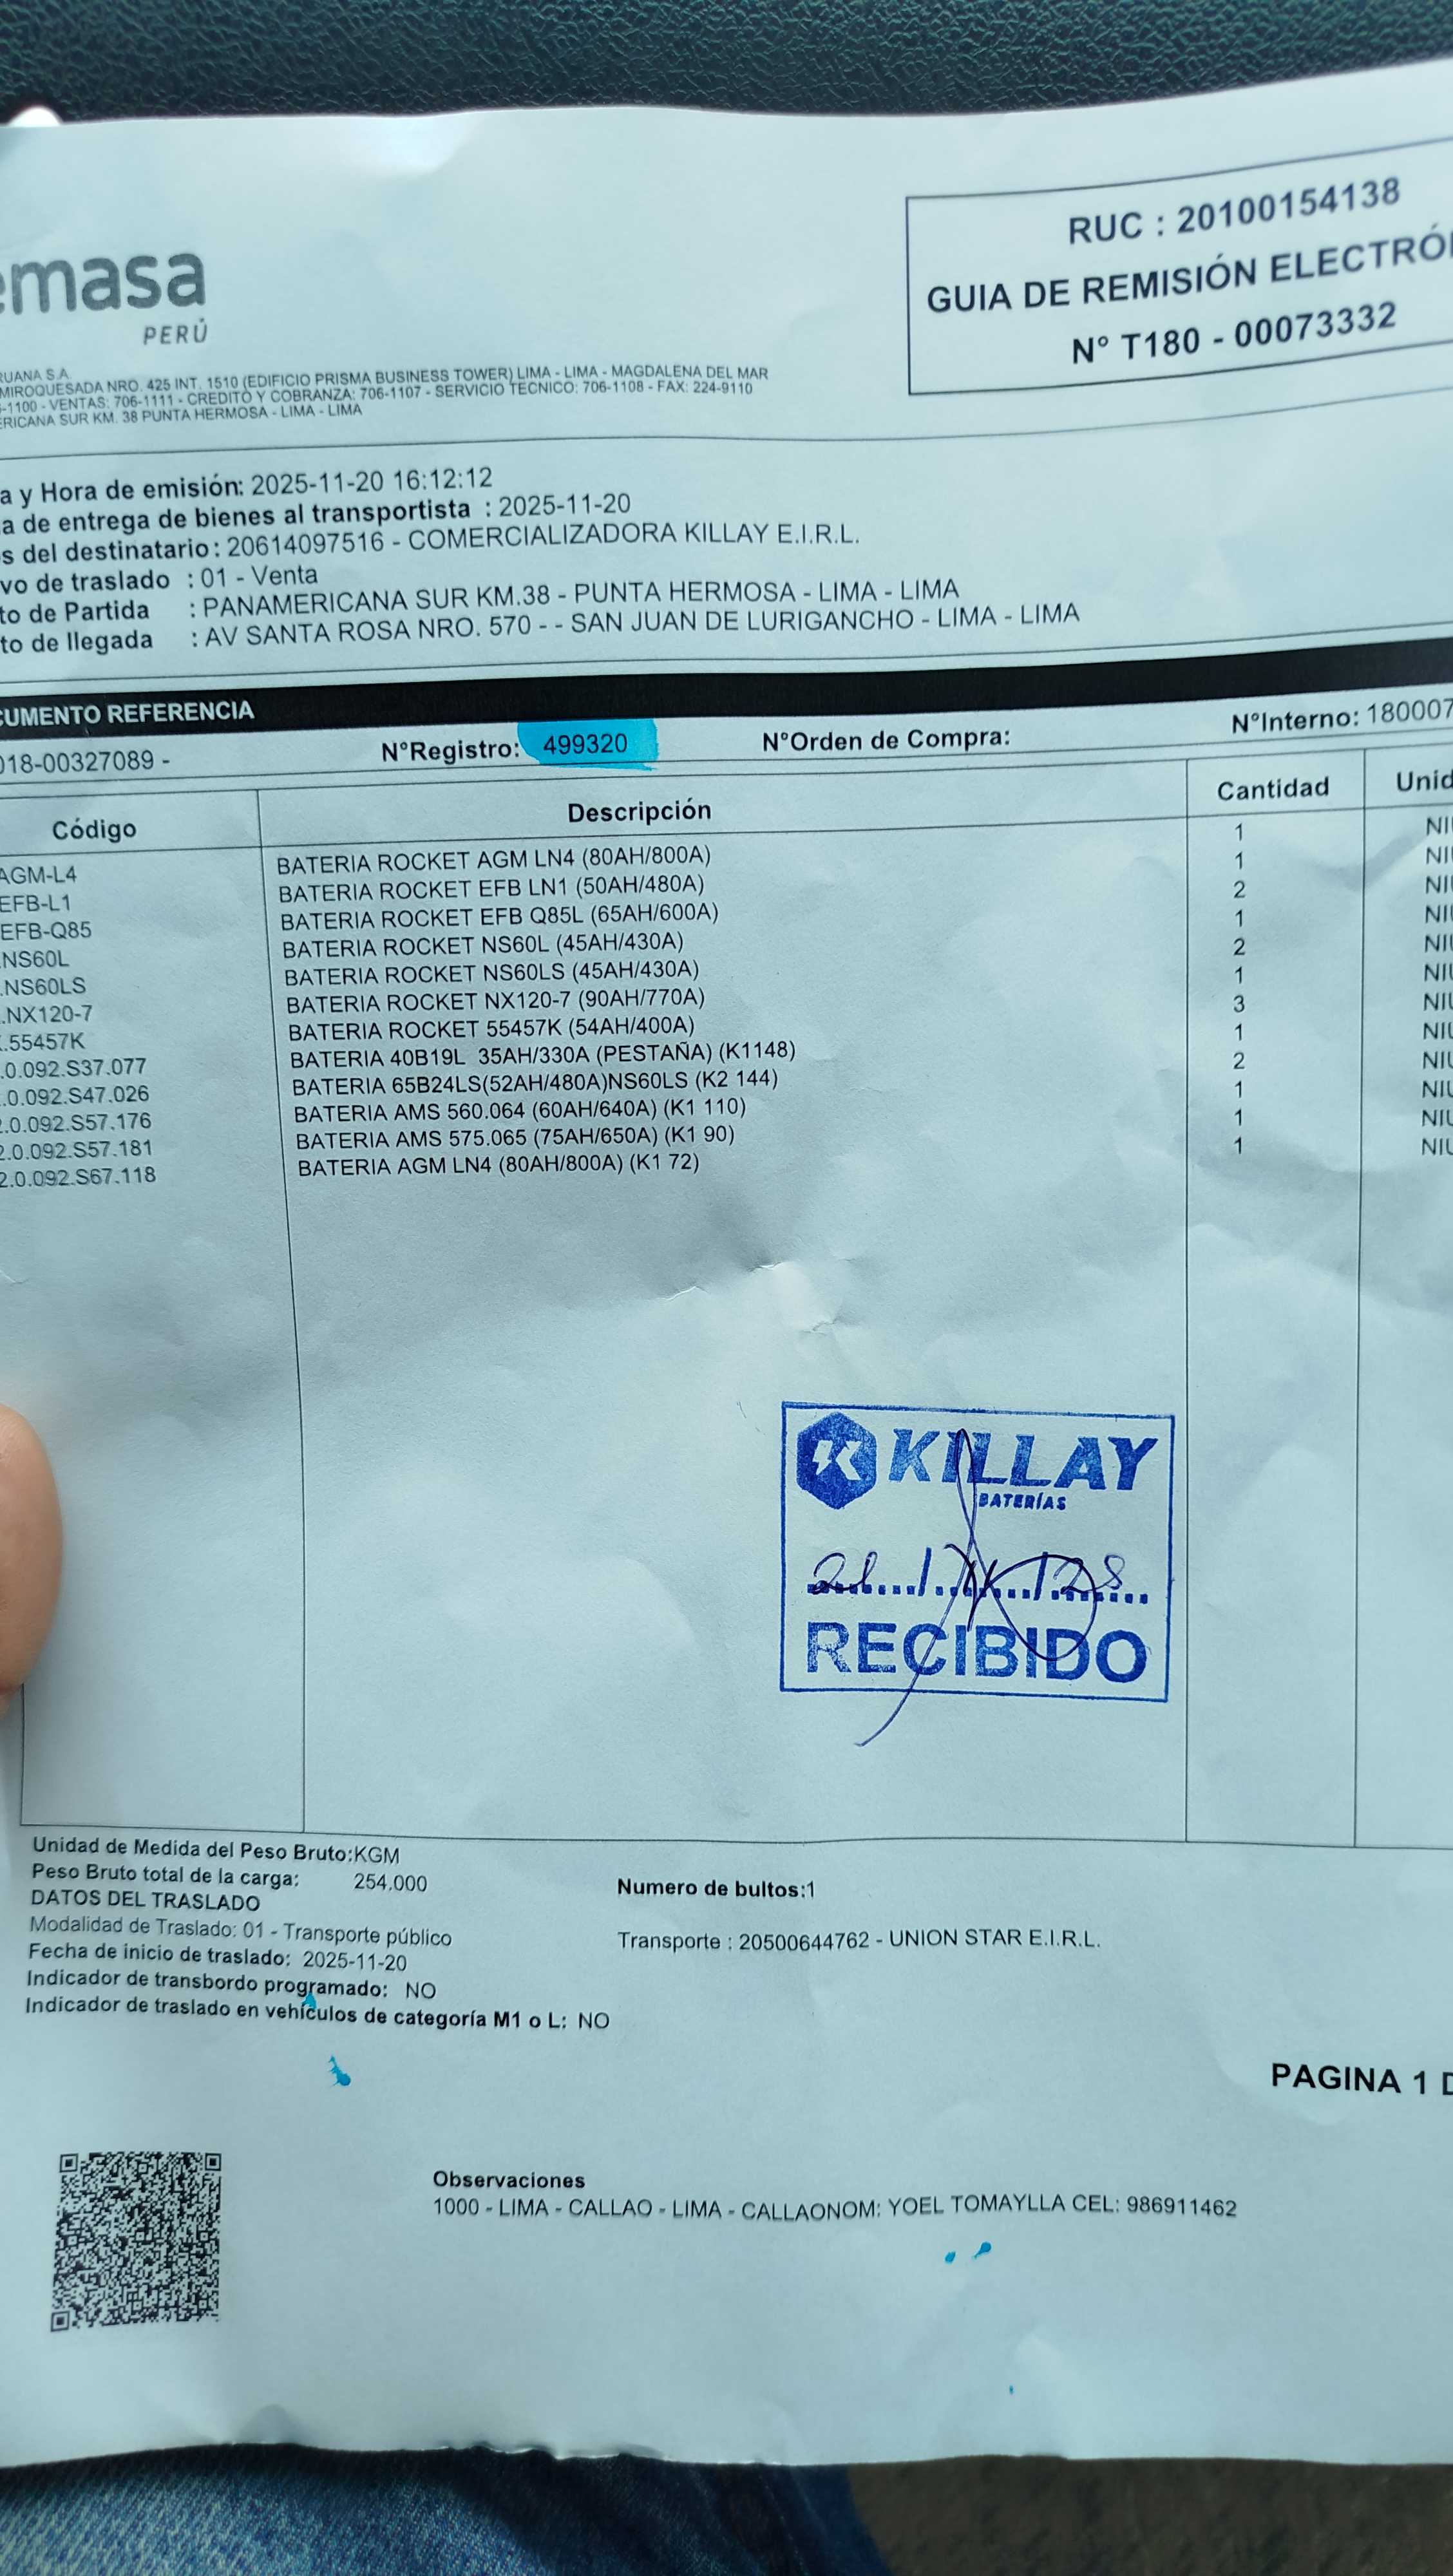 emasa
PERÚ
RUC : 20100154138
GUIA DE REMISIÓN ELECTRÓ
N° T180 - 00073332
RUANA S.A.
MIROQUESADA NRO. 425 INT. 1510 (EDIFICIO PRISMA BUSINESS TOWER) LIMA - LIMA - MAGDALENA DEL MAR
-1100 - VENTAS: 706-1111 - CREDITO Y COBRANZA: 706-1107 - SERVICIO TECNICO: 706-1108 - FAX: 224-9110
ERICANA SUR KM. 38 PUNTA HERMOSA - LIMA - LIMA
a y Hora de emisión: 2025-11-20 16:12:12
a de entrega de bienes al transportista : 2025-11-20
s del destinatario : 20614097516 - COMERCIALIZADORA KILLAY E.I.R.L.
vo de traslado : 01 - Venta
to de Partida : PANAMERICANA SUR KM.38 - PUNTA HERMOSA - LIMA - LIMA
to de llegada : AV SANTA ROSA NRO. 570 - - SAN JUAN DE LURIGANCHO - LIMA - LIMA
CUMENTO REFERENCIA
018-00327089 - N°Registro: 499320 N°Orden de Compra: N°Interno: 180007
Código Descripción Cantidad Unid
AGM-L4 BATERIA ROCKET AGM LN4 (80AH/800A) 1 NIU
EFB-L1 BATERIA ROCKET EFB LN1 (50AH/480A) 1 NIU
EFB-Q85 BATERIA ROCKET EFB Q85L (65AH/600A) 2 NIU
.NS60L BATERIA ROCKET NS60L (45AH/430A) 1 NIU
.NS60LS BATERIA ROCKET NS60LS (45AH/430A) 2 NIU
.NX120-7 BATERIA ROCKET NX120-7 (90AH/770A) 1 NIU
.55457K BATERIA ROCKET 55457K (54AH/400A) 3 NIU
.0.092.S37.077 BATERIA 40B19L 35AH/330A (PESTAÑA) (K1148) 1 NIU
.0.092.S47.026 BATERIA 65B24LS(52AH/480A)NS60LS (K2 144) 2 NIU
2.0.092.S57.176 BATERIA AMS 560.064 (60AH/640A) (K1 110) 1 NIU
2.0.092.S57.181 BATERIA AMS 575.065 (75AH/650A) (K1 90) 1 NIU
2.0.092.S67.118 BATERIA AGM LN4 (80AH/800A) (K1 72) 1 NIU
KILLAY
BATERÍAS
RECIBIDO
Unidad de Medida del Peso Bruto:KGM
Peso Bruto total de la carga: 254.000 Numero de bultos:1
DATOS DEL TRASLADO
Modalidad de Traslado: 01 - Transporte público Transporte : 20500644762 - UNION STAR E.I.R.L.
Fecha de inicio de traslado: 2025-11-20
Indicador de transbordo programado: NO
Indicador de traslado en vehículos de categoría M1 o L: NO
PAGINA 1 D
Observaciones
1000 - LIMA - CALLAO - LIMA - CALLAONOM: YOEL TOMAYLLA CEL: 986911462